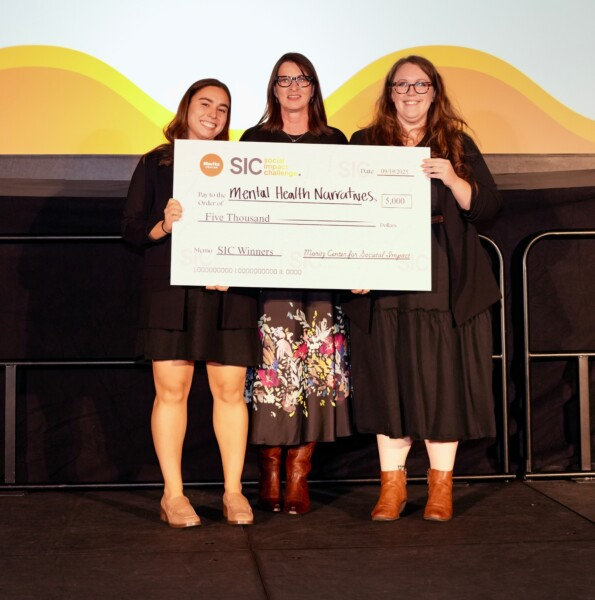 Moritz
SIC social impact challenge. Date 09/19/2025
Pay to the Order of Mental Health Narratives $ 5,000
Five Thousand Dollars
Memo SIC Winners Moritz Center for Societal Impact